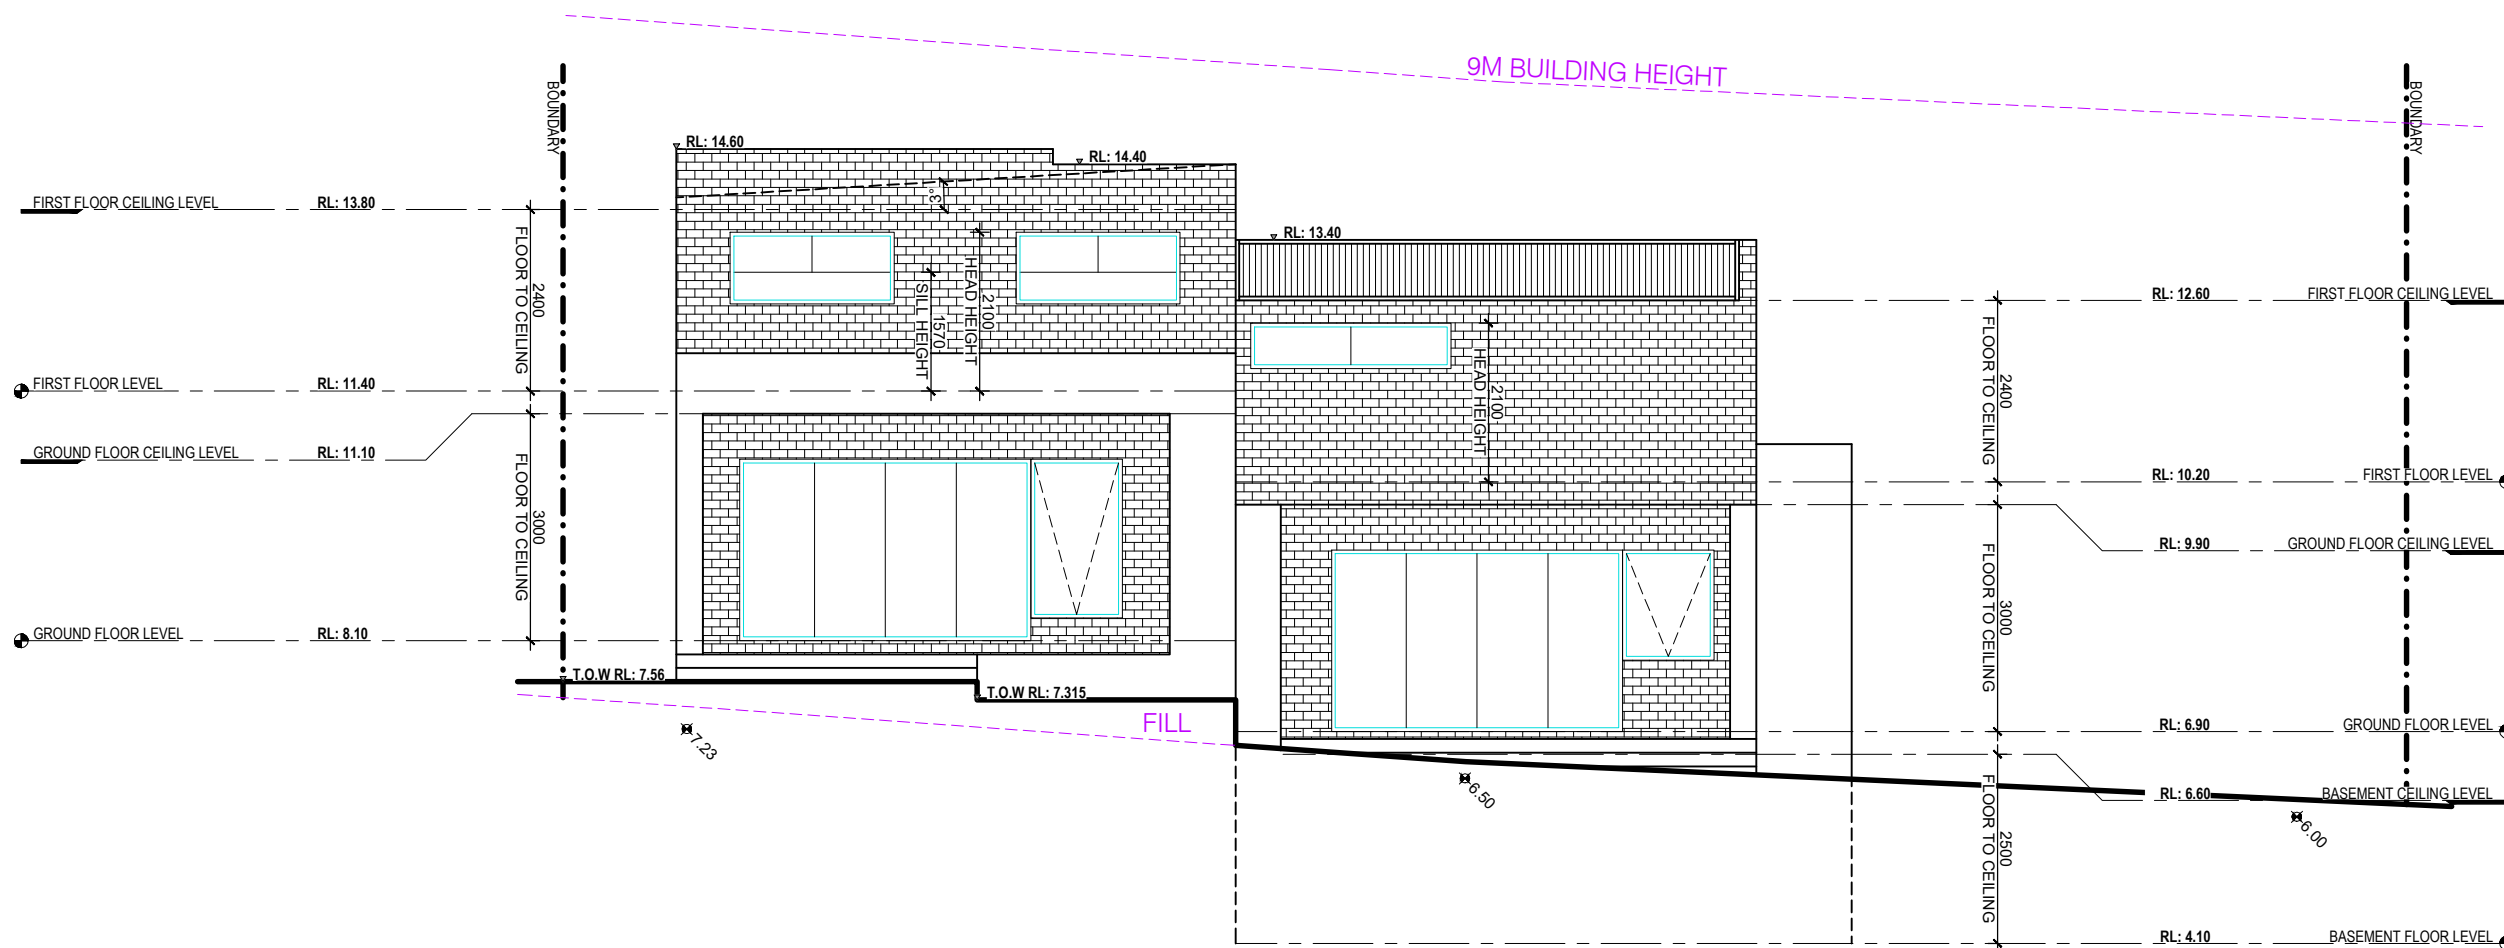 9M BUILDING HEIGHT
BOUNDARY
BOUNDARY
RL: 14.60
RL: 14.40
3°
FIRST FLOOR CEILING LEVEL RL: 13.80
RL: 13.40
2400
FLOOR TO CEILING
2100
HEAD HEIGHT
1570
SILL HEIGHT
RL: 12.60 FIRST FLOOR CEILING LEVEL
2100
HEAD HEIGHT
2400
FLOOR TO CEILING
FIRST FLOOR LEVEL RL: 11.40
GROUND FLOOR CEILING LEVEL RL: 11.10
RL: 10.20 FIRST FLOOR LEVEL
3000
FLOOR TO CEILING
RL: 9.90 GROUND FLOOR CEILING LEVEL
3000
FLOOR TO CEILING
GROUND FLOOR LEVEL RL: 8.10
T.O.W RL: 7.56
T.O.W RL: 7.315
FILL
7.23
RL: 6.90 GROUND FLOOR LEVEL
6.50
RL: 6.60 BASEMENT CEILING LEVEL
6.00
2500
FLOOR TO CEILING
RL: 4.10 BASEMENT FLOOR LEVEL